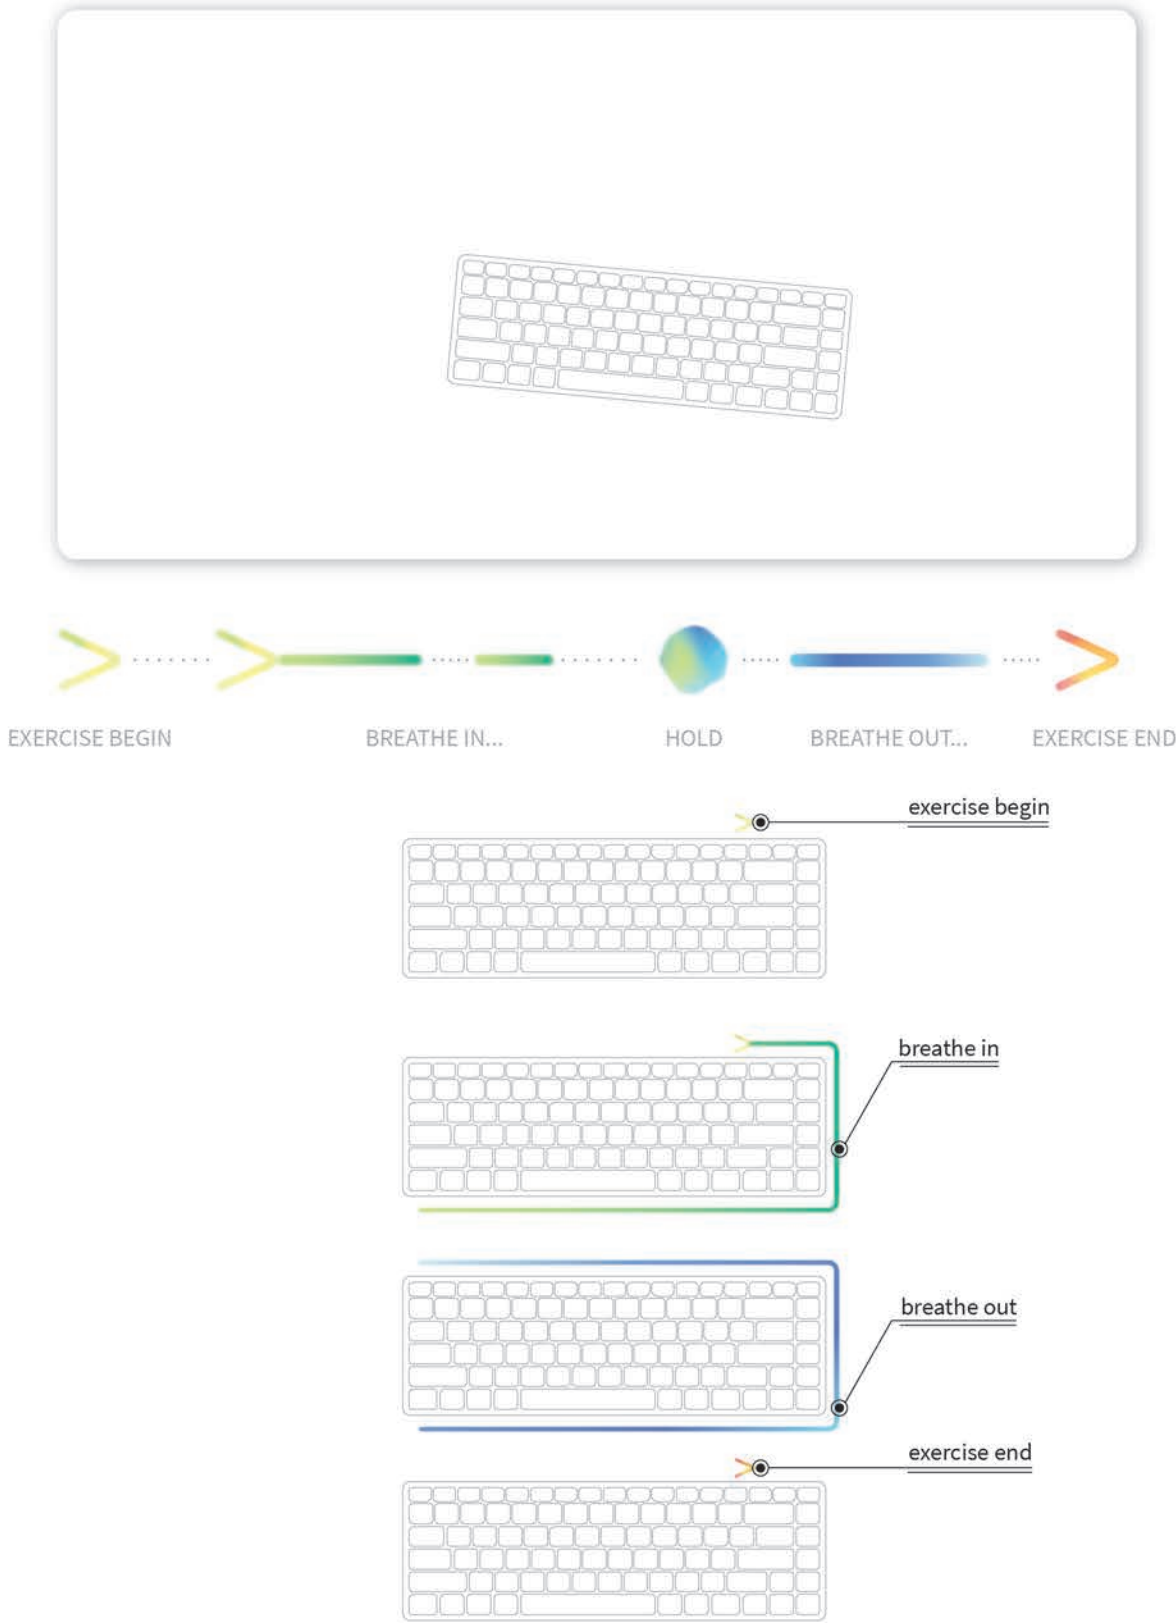 EXERCISE BEGIN
BREATHE IN...
HOLD
BREATHE OUT...
EXERCISE END
exercise begin
breathe in
breathe out
exercise end